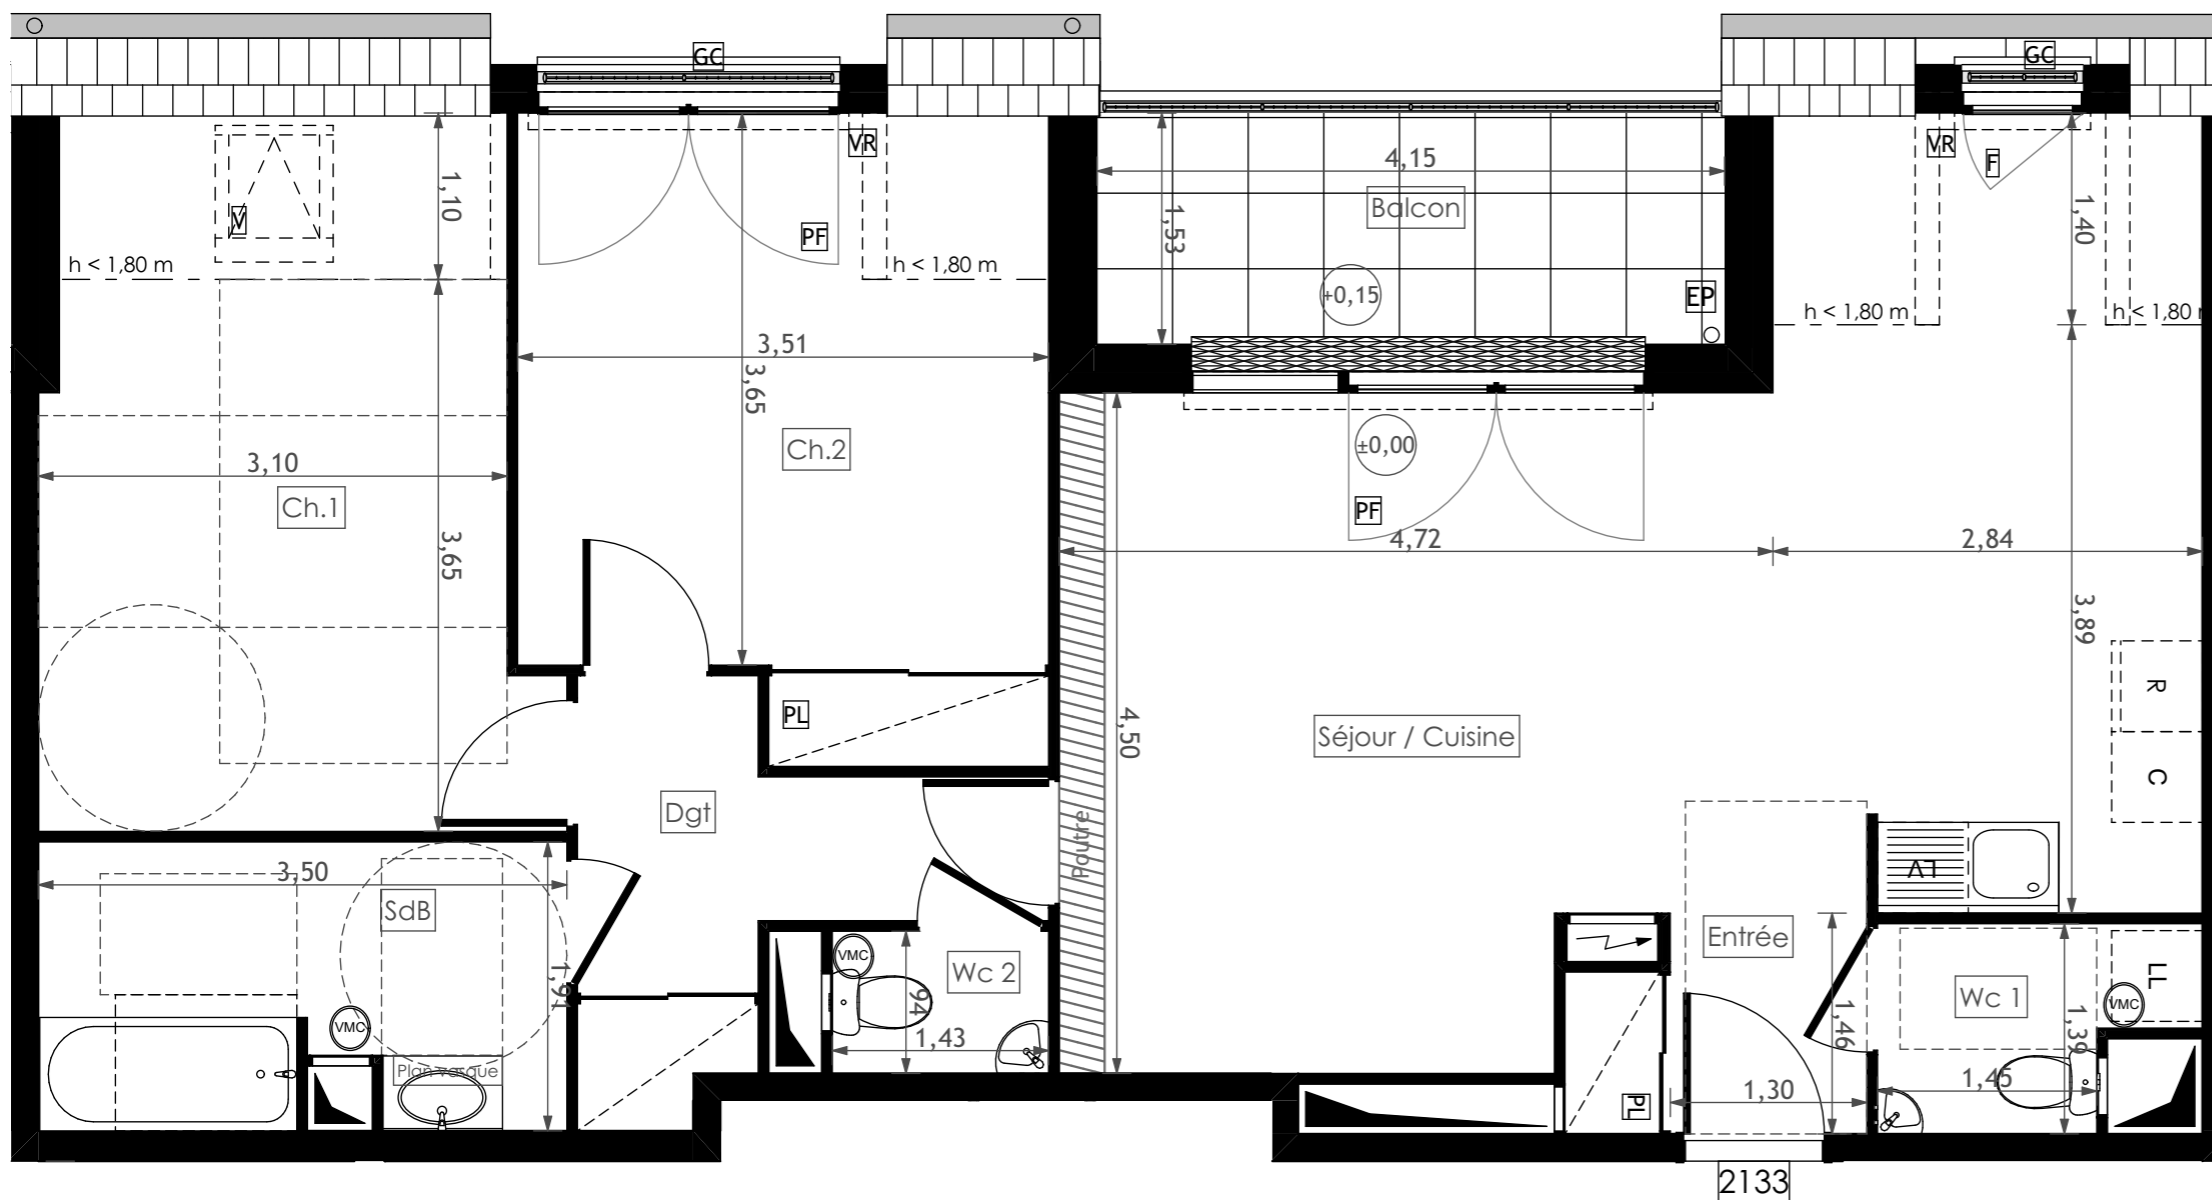 GC
GC
VR
VR
F
V
PF
1,10
4,15
Balcon
1,53
1,40
h < 1,80 m
h < 1,80 m
+0,15
EP
h < 1,80 m
h < 1,80
3,51
3,65
Ch.2
±0,00
3,10
Ch.1
PF
3,65
4,72
2,84
3,89
R
PL
4,50
Séjour / Cuisine
C
Dgt
Poutre
3,50
LV
SdB
Entrée
VMC
Wc 2
1,91
94
Wc 1
LL
VMC
VMC
1,43
1,46
1,39
Plan vasque
1,30
1,45
PL
2133